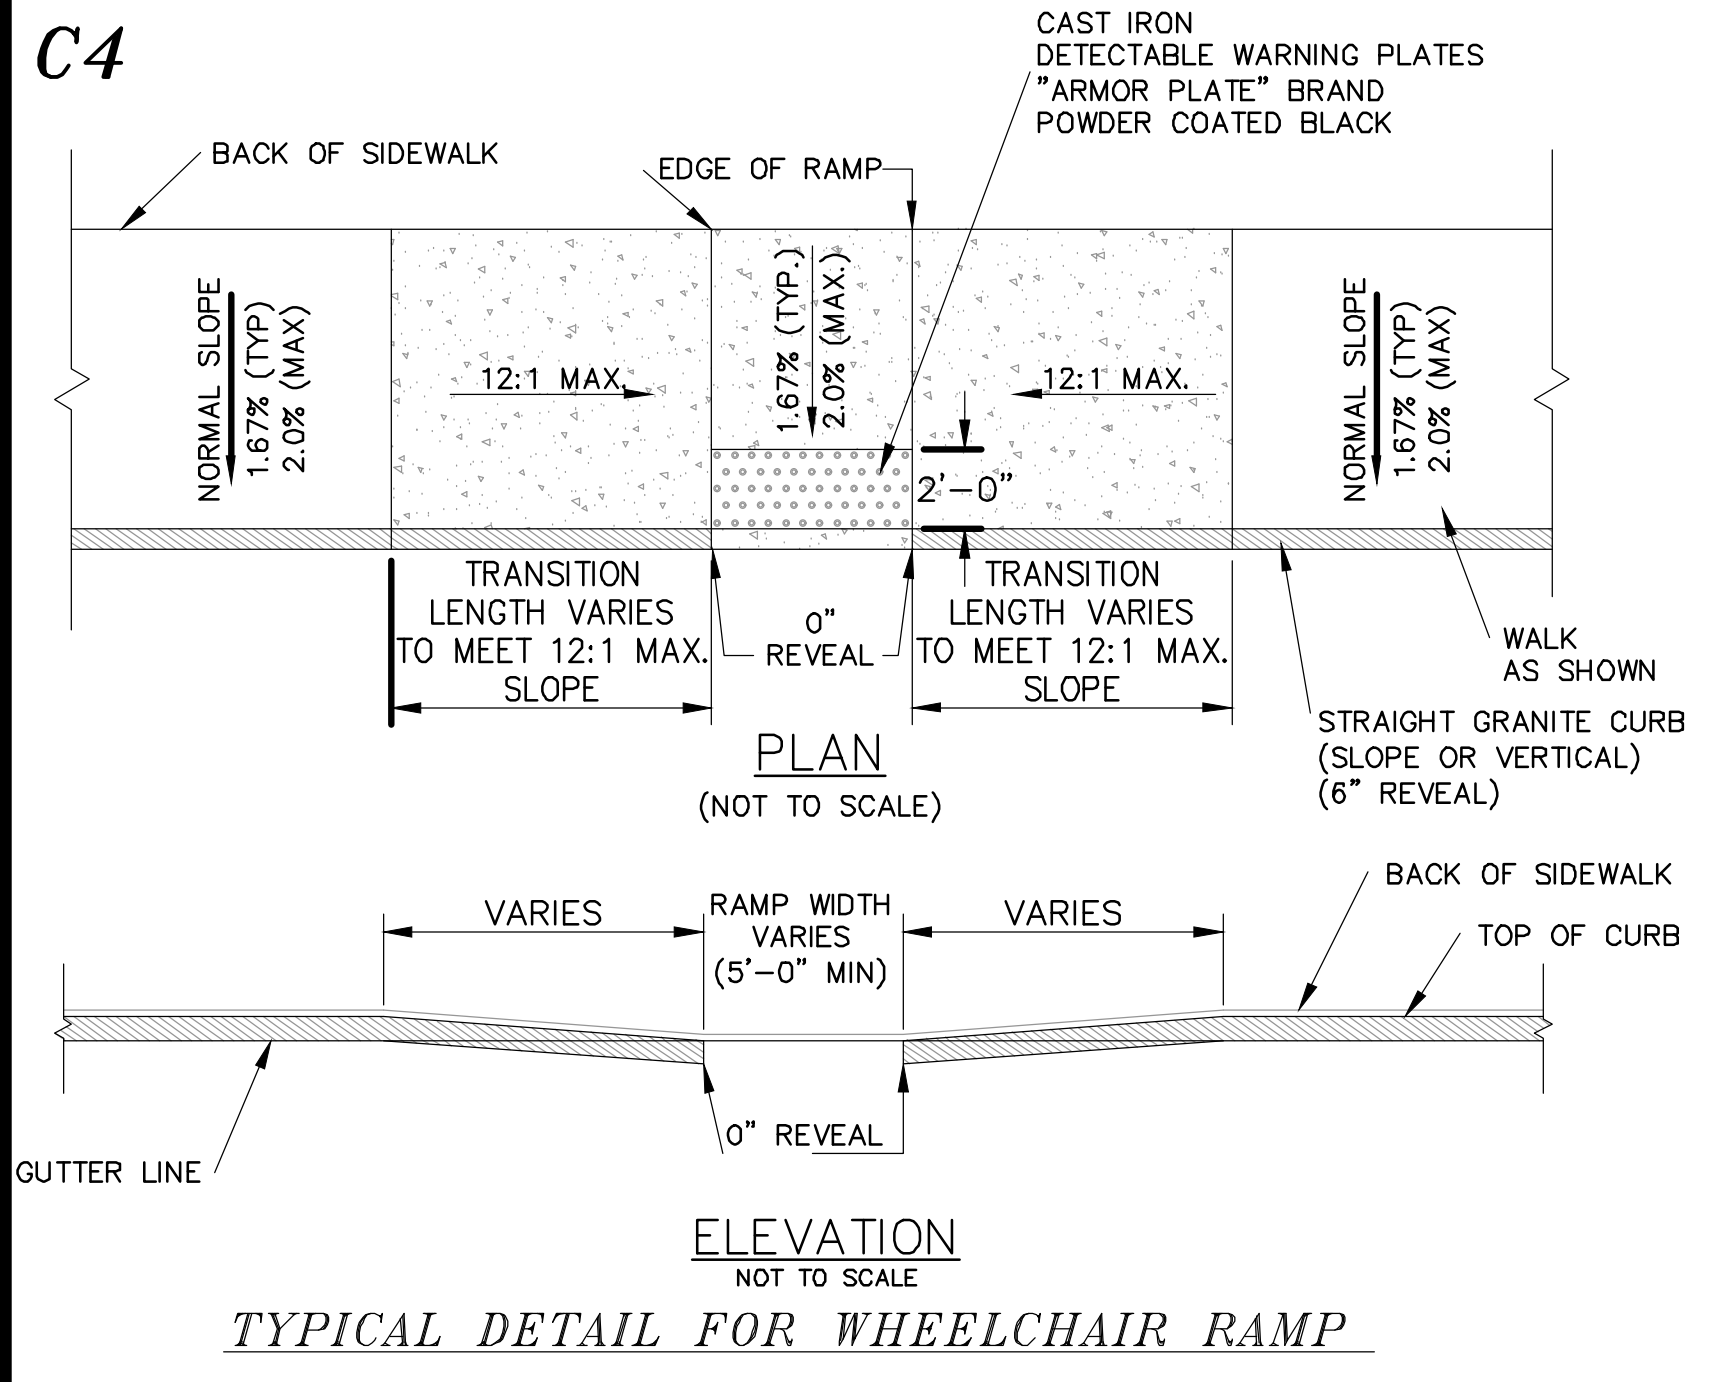 C4
CAST IRON
DETECTABLE WARNING PLATES
"ARMOR PLATE" BRAND
POWDER COATED BLACK
BACK OF SIDEWALK
EDGE OF RAMP
NORMAL SLOPE
1.67% (TYP)
2.0% (MAX)
12:1 MAX.
1.67% (TYP.)
2.0% (MAX.)
12:1 MAX.
NORMAL SLOPE
1.67% (TYP)
2.0% (MAX)
2'-0"
TRANSITION
LENGTH VARIES
TO MEET 12:1 MAX.
SLOPE
0"
REVEAL
TRANSITION
LENGTH VARIES
TO MEET 12:1 MAX.
SLOPE
WALK
AS SHOWN
STRAIGHT GRANITE CURB
(SLOPE OR VERTICAL)
(6" REVEAL)
PLAN
(NOT TO SCALE)
BACK OF SIDEWALK
TOP OF CURB
VARIES
RAMP WIDTH
VARIES
(5'-0" MIN)
VARIES
0" REVEAL
GUTTER LINE
ELEVATION
NOT TO SCALE
TYPICAL DETAIL FOR WHEELCHAIR RAMP